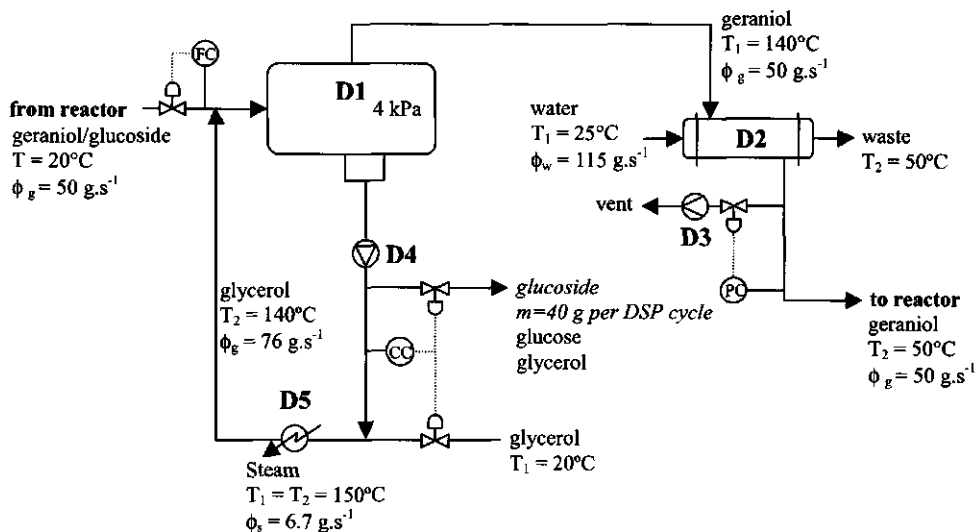 geraniol
T₁ = 140°C
ϕ g = 50 g.s⁻¹
FC
D1
4 kPa
from reactor
geraniol/glucoside
T = 20°C
ϕ g = 50 g.s⁻¹
water
T₁ = 25°C
ϕw = 115 g.s⁻¹
D2
waste
T₂ = 50°C
vent
D3
D4
PC
glycerol
T₂ = 140°C
ϕg = 76 g.s⁻¹
glucoside
m=40 g per DSP cycle
glucose
glycerol
CC
to reactor
geraniol
T₂ = 50°C
ϕ g = 50 g.s⁻¹
D5
glycerol
T₁ = 20°C
Steam
T₁ = T₂ = 150°C
ϕs = 6.7 g.s⁻¹